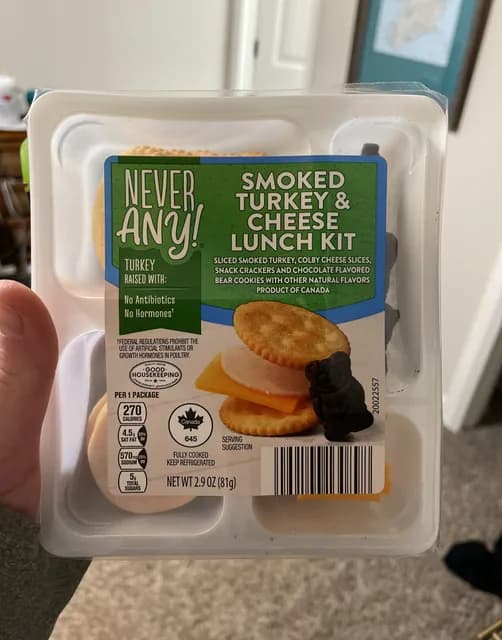 NEVER
ANY!
TURKEY
RAISED WITH:
No Antibiotics
No Hormones†
†FEDERAL REGULATIONS PROHIBIT THE
USE OF ARTIFICIAL STIMULANTS OR
GROWTH HORMONES IN POULTRY.
SMOKED
TURKEY &
CHEESE
LUNCH KIT
SLICED SMOKED TURKEY, COLBY CHEESE SLICES,
SNACK CRACKERS AND CHOCOLATE FLAVORED
BEAR COOKIES WITH OTHER NATURAL FLAVORS
PRODUCT OF CANADA
GOOD
HOUSEKEEPING
PER 1 PACKAGE
270
CALORIES
4.5g
SAT FAT
570mg
SODIUM
5g
TOTAL
SUGARS
Canada
645
FULLY COOKED
KEEP REFRIGERATED
SERVING
SUGGESTION
NET WT 2.9 OZ (81g)
20022557